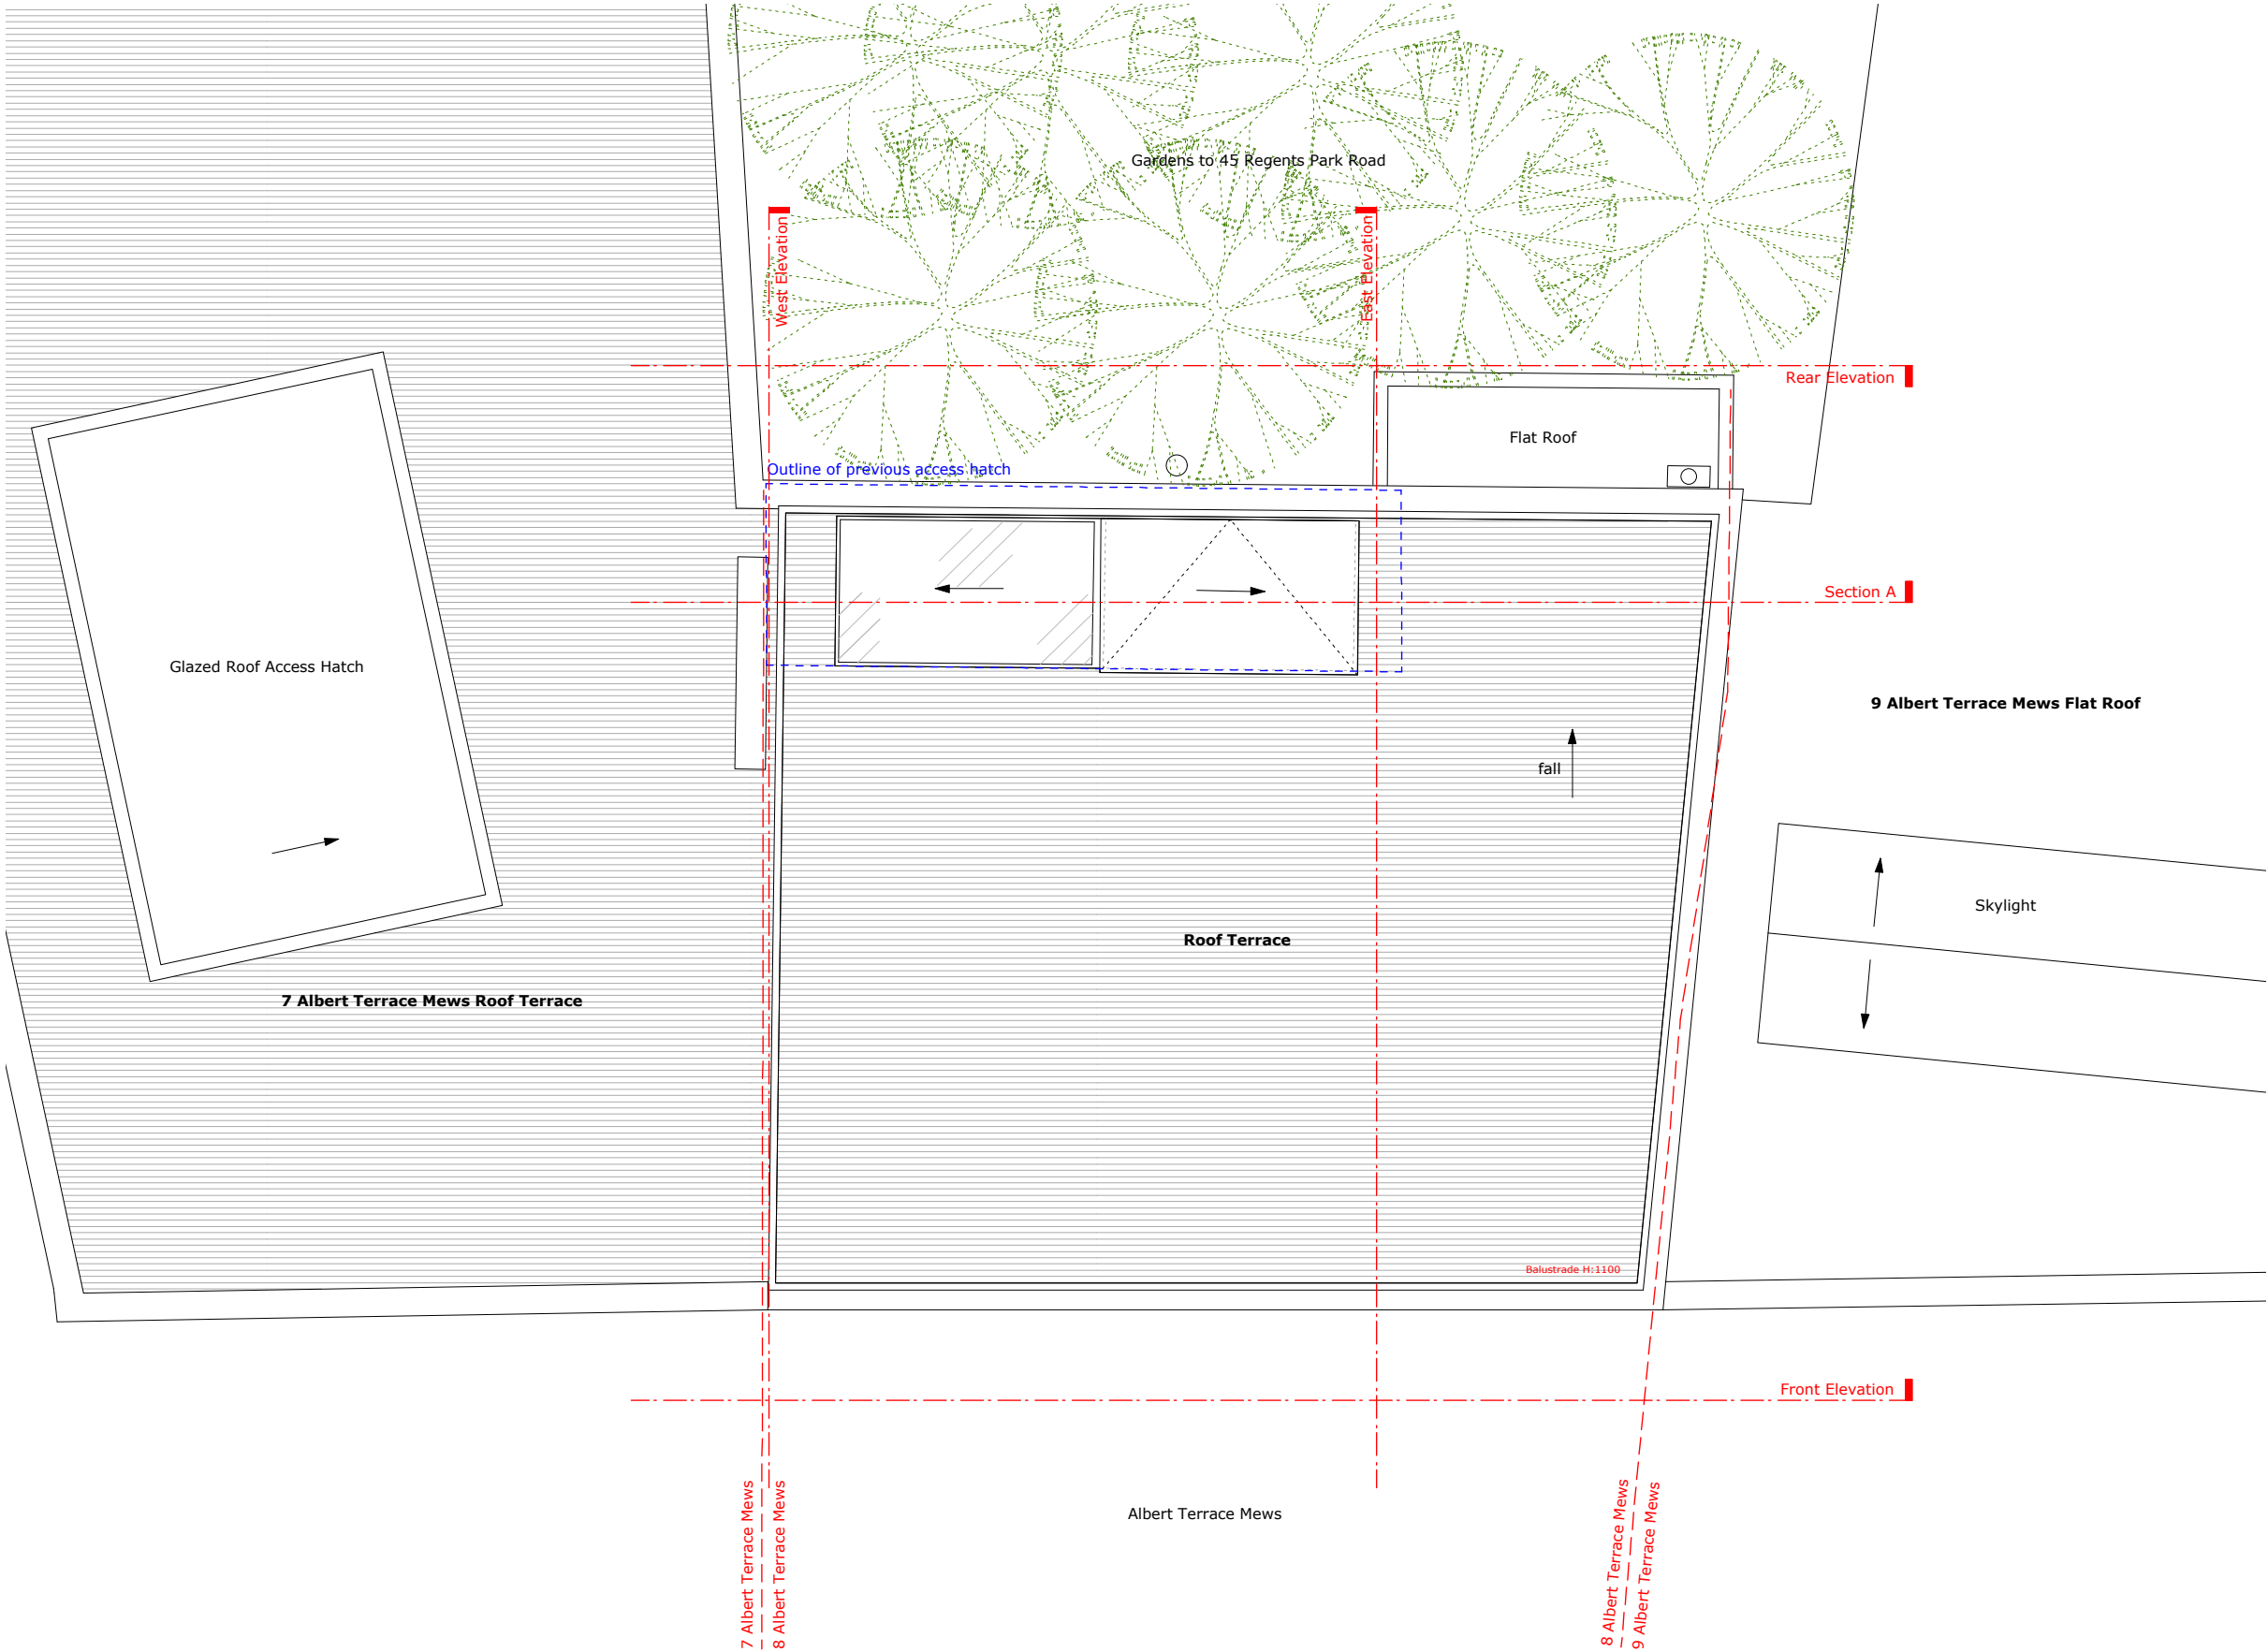 Gardens to 45 Regents Park Road
West Elevation
East Elevation
Rear Elevation
Flat Roof
Outline of previous access hatch
Section A
Glazed Roof Access Hatch
9 Albert Terrace Mews Flat Roof
fall
Skylight
Roof Terrace
7 Albert Terrace Mews Roof Terrace
Balustrade H:1100
Front Elevation
Albert Terrace Mews
7 Albert Terrace Mews
8 Albert Terrace Mews
8 Albert Terrace Mews
9 Albert Terrace Mews